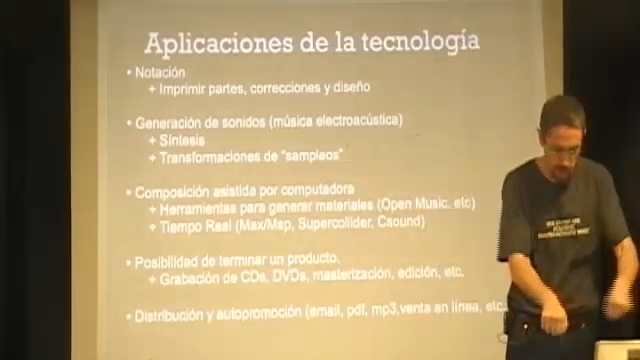 Aplicaciones de la tecnología
• Notación
+ Imprimir partes, correcciones y diseño
• Generación de sonidos (música electroacústica)
+ Síntesis
+ Transformaciones de "sampleos"
• Composición asistida por computadora
+ Herramientas para generar materiales (Open Music, etc)
+ Tiempo Real (Max/Msp, Supercollider, Csound)
• Posibilidad de terminar un producto.
+ Grabación de CDs, DVDs, masterización, edición, etc.
• Distribución y autopromoción (email, pdf, mp3,venta en línea, etc.